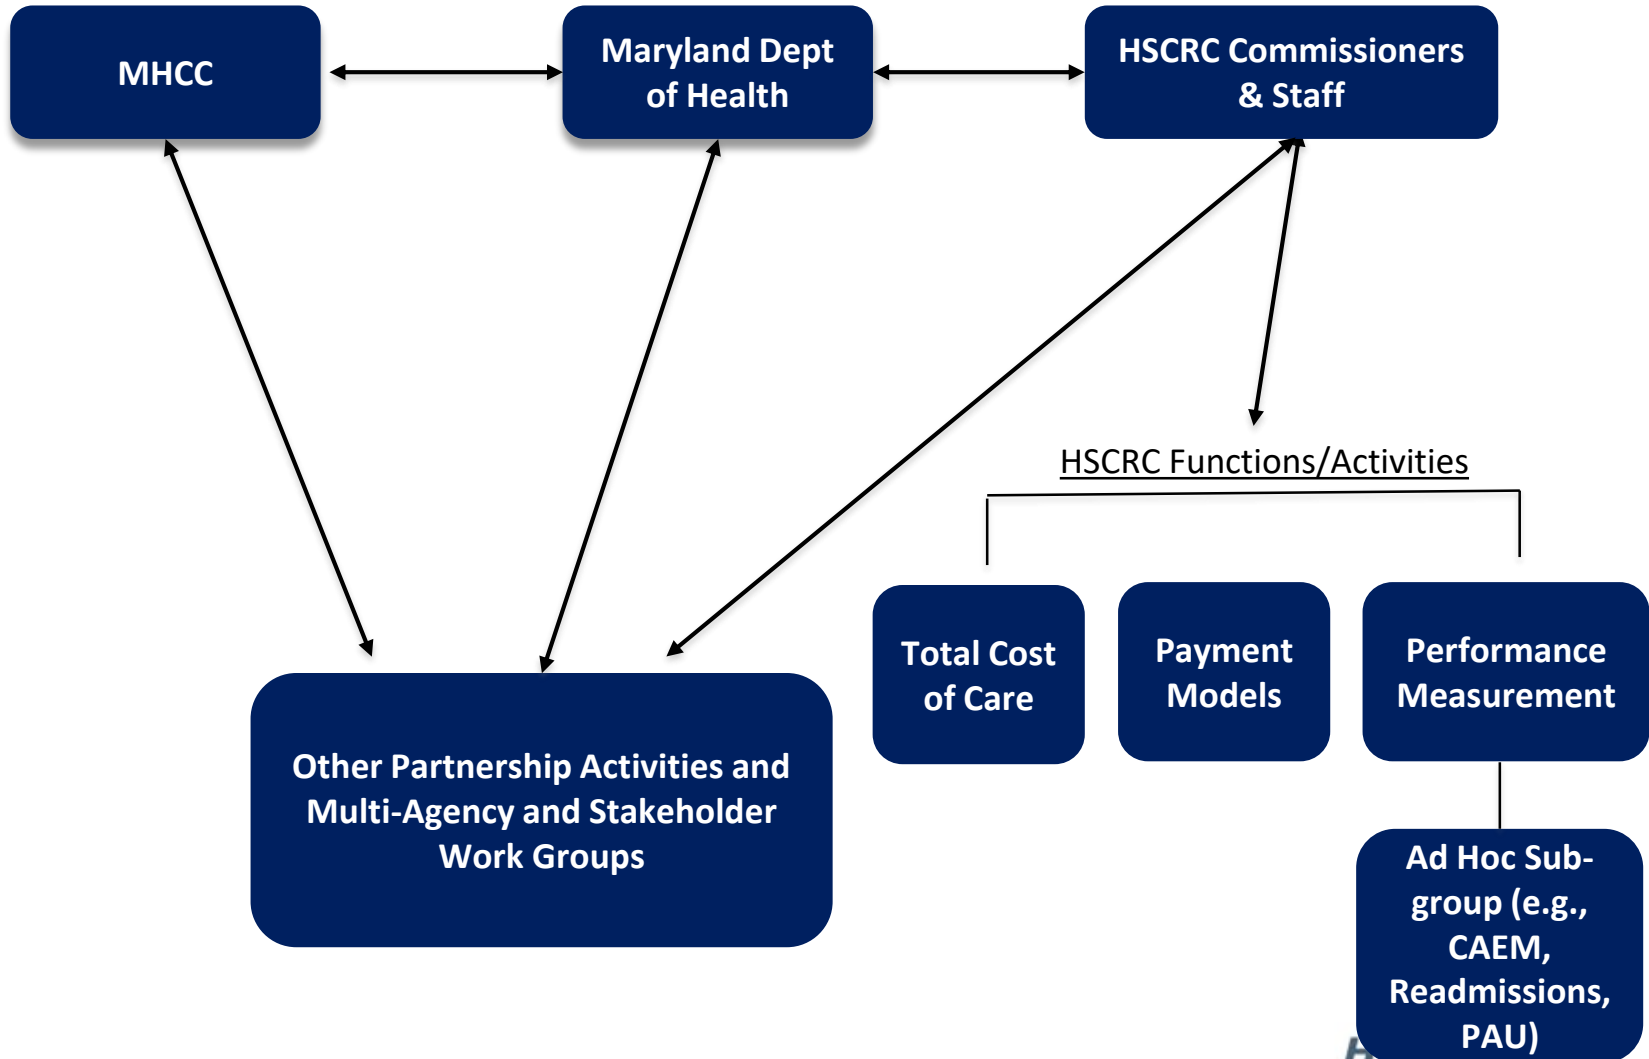 MHCC
Maryland Dept
of Health
HSCRC Commissioners
& Staff
HSCRC Functions/Activities
Total Cost
of Care
Payment
Models
Performance
Measurement
Other Partnership Activities and
Multi-Agency and Stakeholder
Work Groups
Ad Hoc Sub-
group (e.g.,
CAEM,
Readmissions,
PAU)